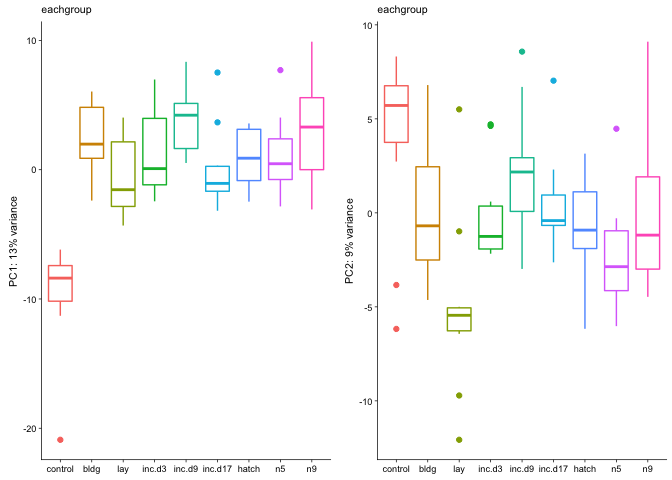 eachgroup
PC1: 13% variance
10
0
-10
-20
control bldg lay inc.d3 inc.d9 inc.d17 hatch n5 n9
eachgroup
PC2: 9% variance
10
5
0
-5
-10
control bldg lay inc.d3 inc.d9 inc.d17 hatch n5 n9